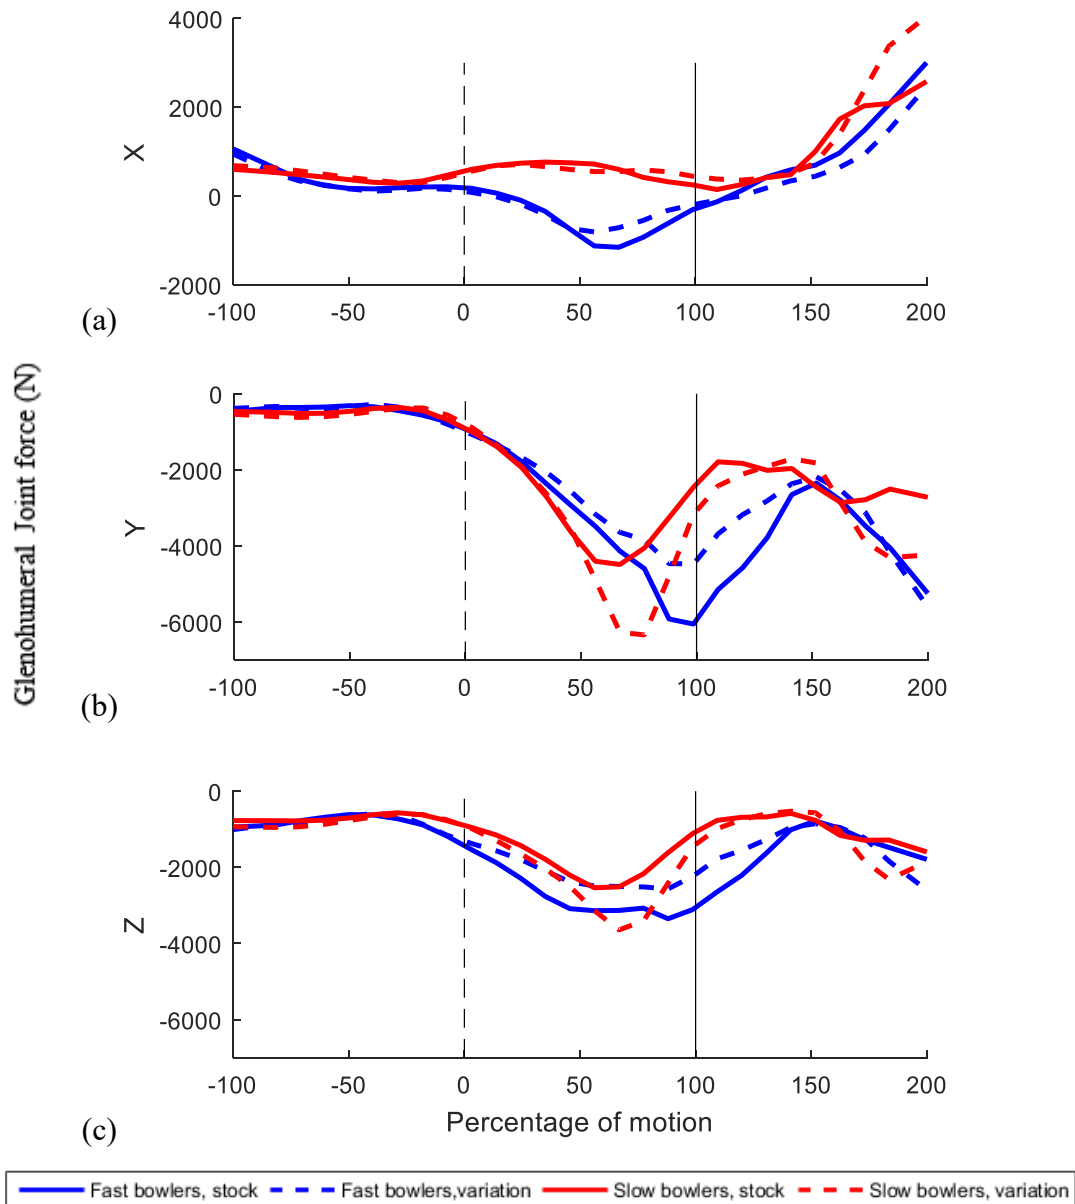 4000
2000
0
-2000
X
-100 -50 0 50 100 150 200
(a)
Glenohumeral Joint force (N)
0
-2000
-4000
-6000
Y
-100 -50 0 50 100 150 200
(b)
0
-2000
-4000
-6000
Z
-100 -50 0 50 100 150 200
Percentage of motion
(c)
Fast bowlers, stock Fast bowlers,variation Slow bowlers, stock Slow bowlers, variation